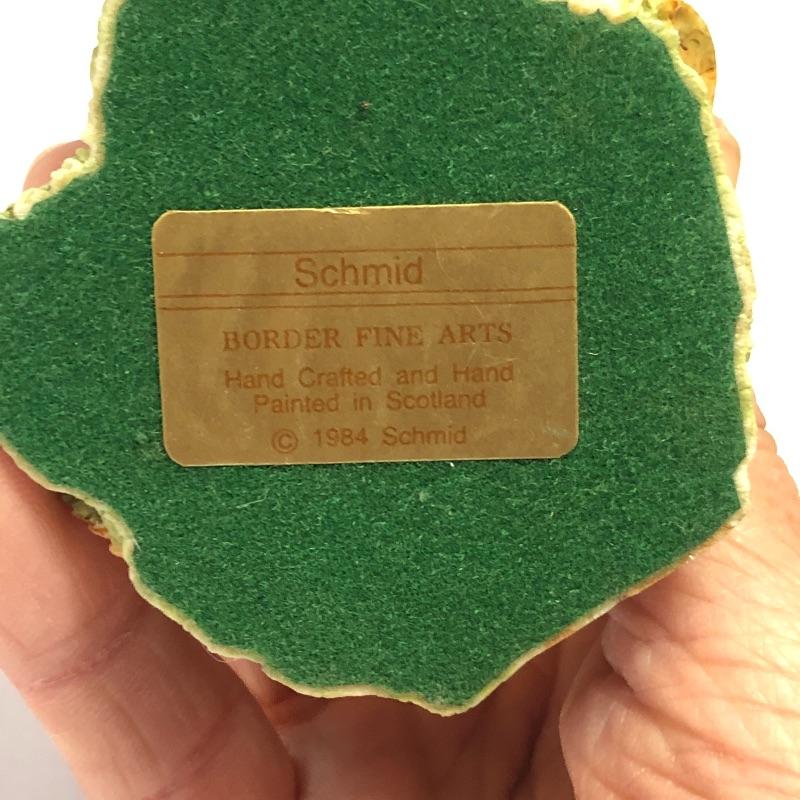 Schmid
BORDER FINE ARTS
Hand Crafted and Hand
Painted in Scotland
© 1984 Schmid